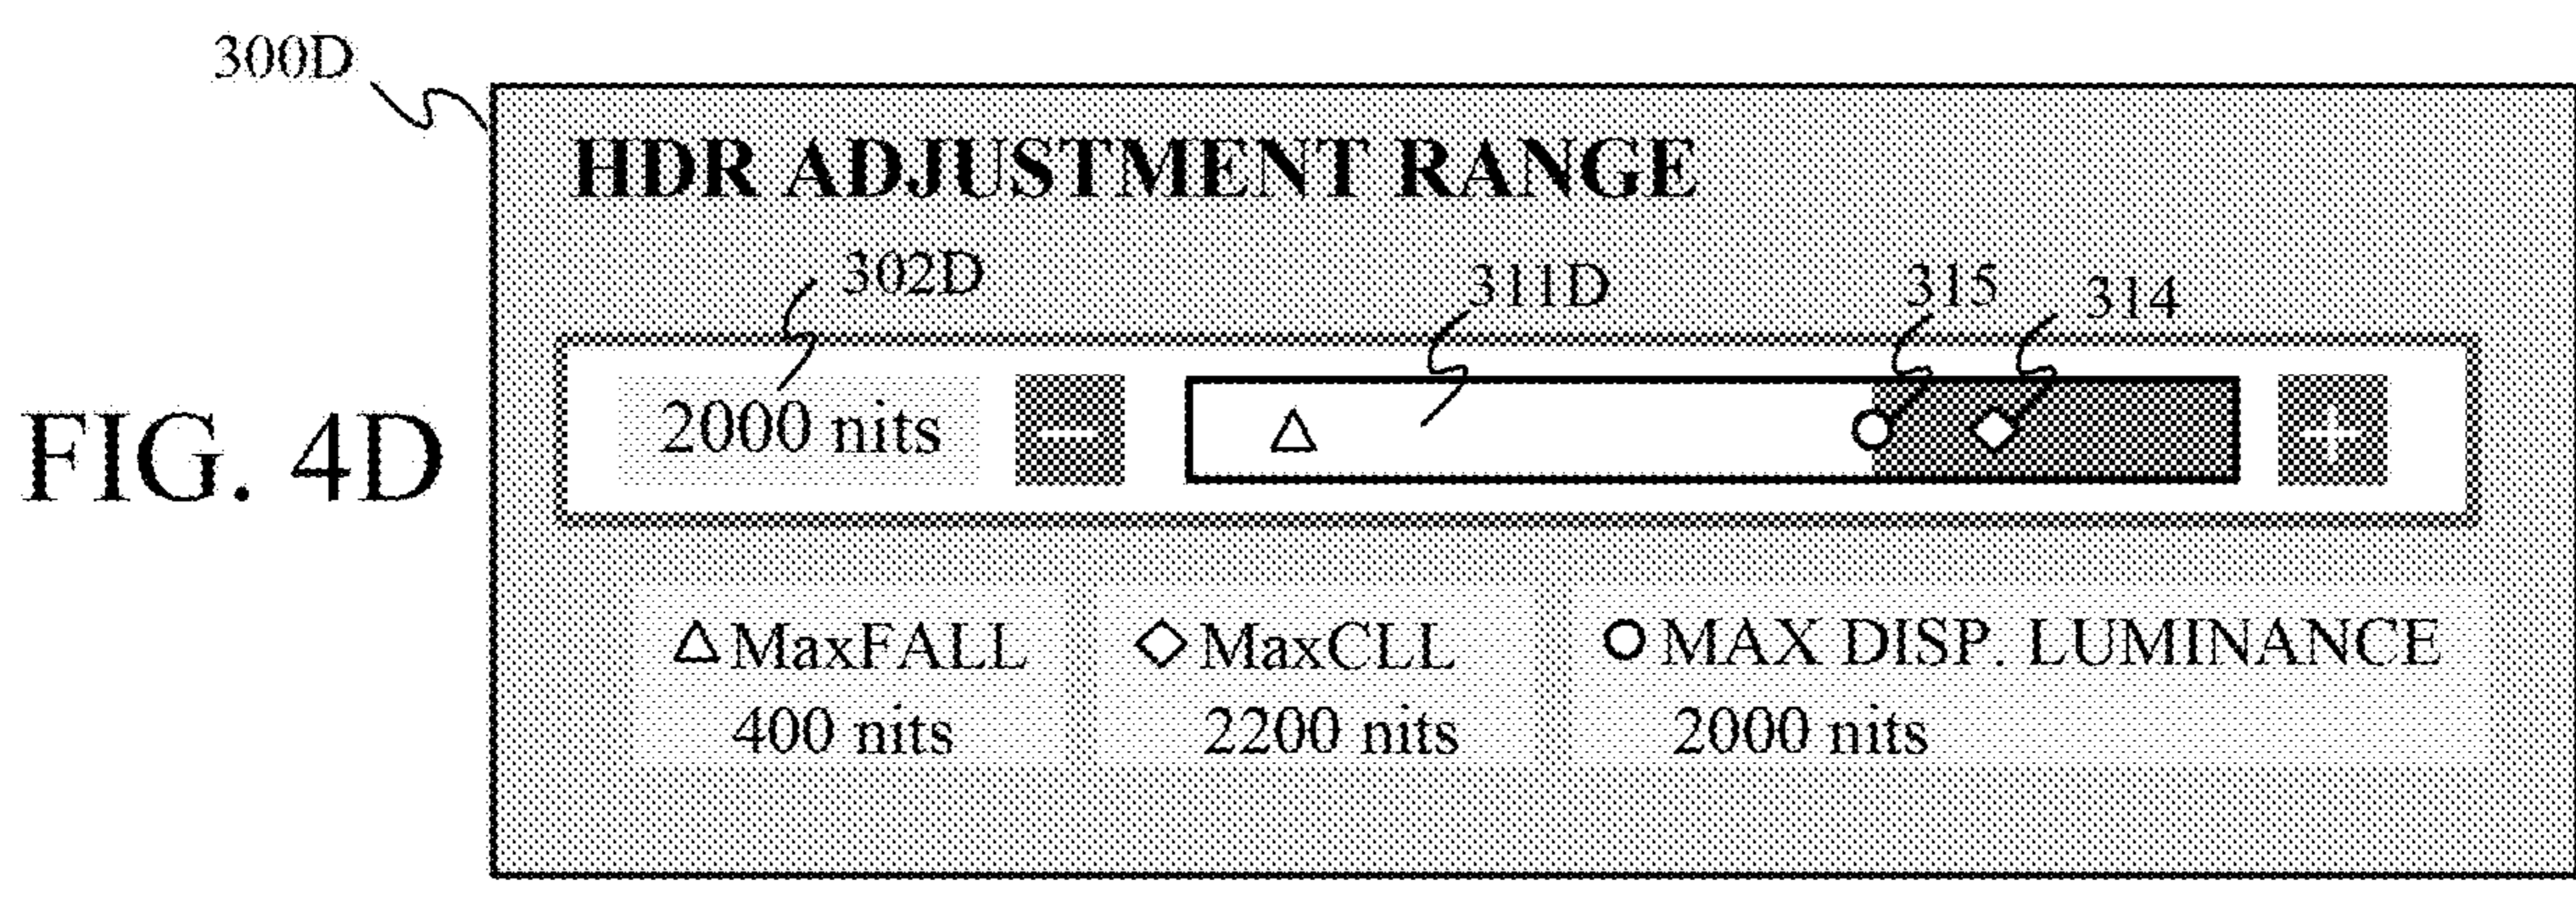 300D
HDR ADJUSTMENT RANGE
302D 311D 315 314
FIG. 4D
2000 nits − +
△MaxFALL ◇MaxCLL ○MAX DISP. LUMINANCE
400 nits 2200 nits 2000 nits